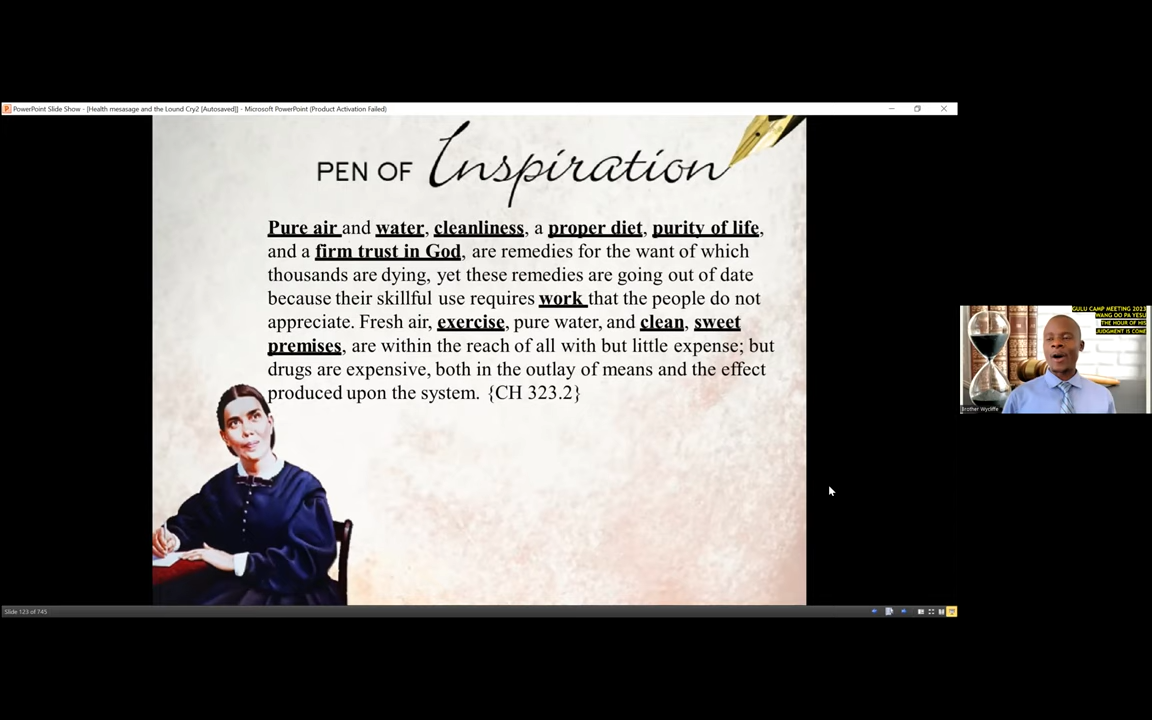 PowerPoint Slide Show - [Health mesasage and the Lound Cry2 [Autosaved]] - Microsoft PowerPoint (Product Activation Failed)
PEN OF Inspiration
Pure air and water, cleanliness, a proper diet, purity of life,
and a firm trust in God, are remedies for the want of which
thousands are dying, yet these remedies are going out of date
because their skillful use requires work that the people do not
appreciate. Fresh air, exercise, pure water, and clean, sweet
premises, are within the reach of all with but little expense; but
drugs are expensive, both in the outlay of means and the effect
produced upon the system. {CH 323.2}
GULU CAMP MEETING 2023
WANG OO PA YESU
THE HOUR OF HIS
JUDGMENT IS COME
Brother Wycliffe
Slide 123 of 745